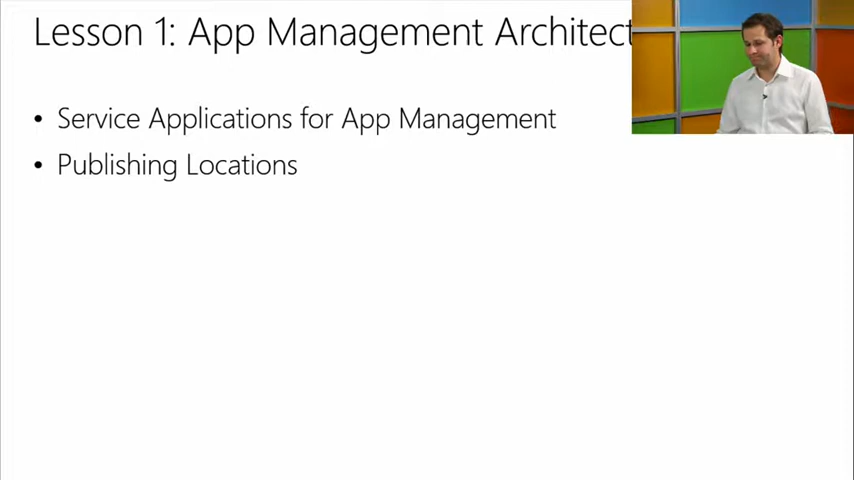 Lesson 1: App Management Architect
• Service Applications for App Management
• Publishing Locations